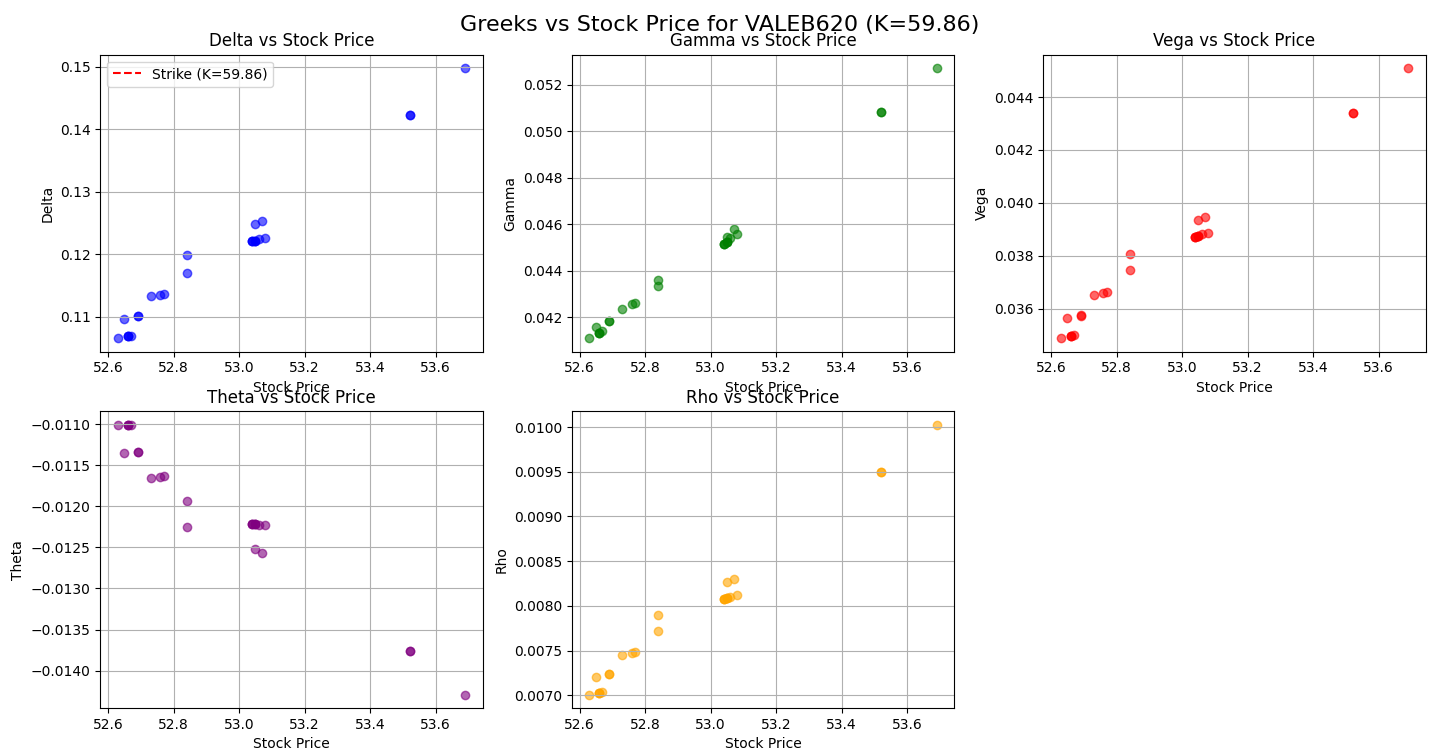 Greeks vs Stock Price for VALEB620 (K=59.86)
Delta vs Stock Price
Strike (K=59.86)
0.15
0.14
0.13
0.12
0.11
Delta
52.6 52.8 53.0 53.2 53.4 53.6
Stock Price
Gamma vs Stock Price
0.052
0.050
0.048
0.046
0.044
0.042
Gamma
52.6 52.8 53.0 53.2 53.4 53.6
Stock Price
Vega vs Stock Price
0.044
0.042
0.040
0.038
0.036
Vega
52.6 52.8 53.0 53.2 53.4 53.6
Stock Price
Theta vs Stock Price
−0.0110
−0.0115
−0.0120
−0.0125
−0.0130
−0.0135
−0.0140
Theta
52.6 52.8 53.0 53.2 53.4 53.6
Stock Price
Rho vs Stock Price
0.0100
0.0095
0.0090
0.0085
0.0080
0.0075
0.0070
Rho
52.6 52.8 53.0 53.2 53.4 53.6
Stock Price